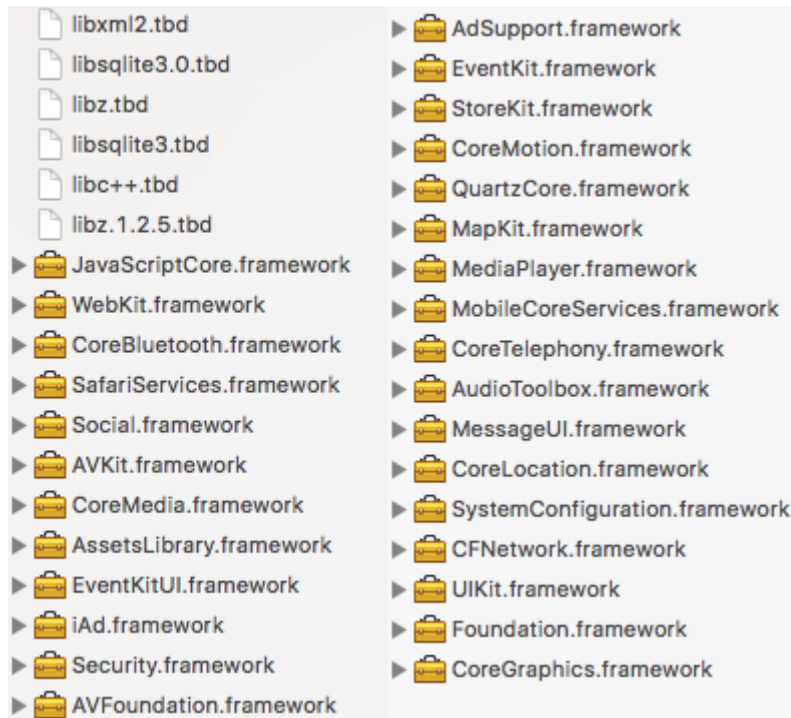 libxml2.tbd
libsqlite3.0.tbd
libz.tbd
libsqlite3.tbd
libc++.tbd
libz.1.2.5.tbd
JavaScriptCore.framework
WebKit.framework
CoreBluetooth.framework
SafariServices.framework
Social.framework
AVKit.framework
CoreMedia.framework
AssetsLibrary.framework
EventKitUI.framework
iAd.framework
Security.framework
AVFoundation.framework
AdSupport.framework
EventKit.framework
StoreKit.framework
CoreMotion.framework
QuartzCore.framework
MapKit.framework
MediaPlayer.framework
MobileCoreServices.framework
CoreTelephony.framework
AudioToolbox.framework
MessageUI.framework
CoreLocation.framework
SystemConfiguration.framework
CFNetwork.framework
UIKit.framework
Foundation.framework
CoreGraphics.framework